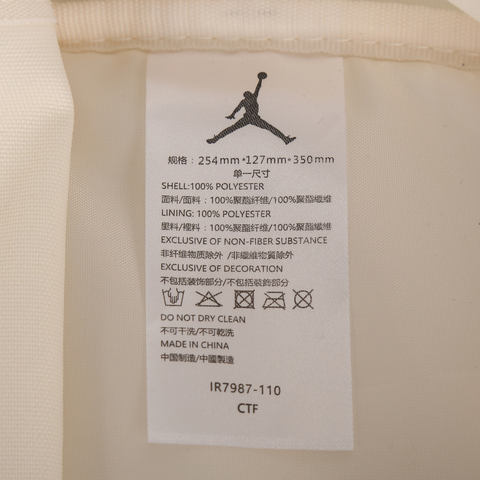 规格：254mm*127mm*350mm
单一尺寸
SHELL:100% POLYESTER
面料/面料：100%聚酯纤维/100%聚酯纖維
LINING: 100% POLYESTER
里料/裡料：100%聚酯纤维/100%聚酯纖維
EXCLUSIVE OF NON-FIBER SUBSTANCE
非纤维物质除外 /非纖維物質除外
EXCLUSIVE OF DECORATION
不包括装饰部分/不包括裝飾部分
DO NOT DRY CLEAN
不可干洗/不可乾洗
MADE IN CHINA
中国制造/中國製造
IR7987-110
CTF